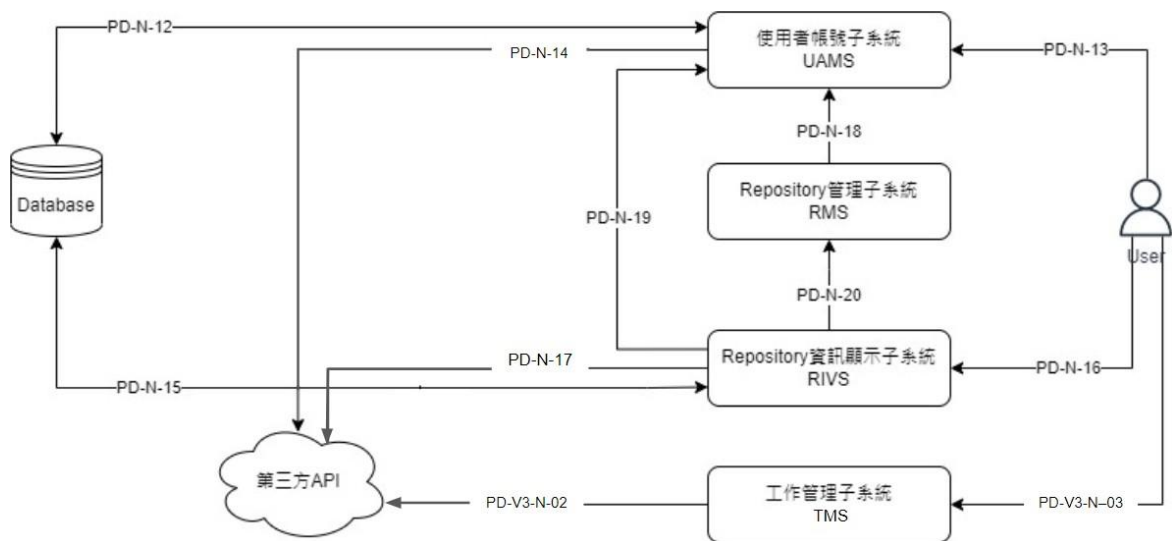 PD-N-12
使用者帳號子系統
UAMS
PD-N-14
PD-N-13
PD-N-18
Database
Repository管理子系統
RMS
PD-N-19
User
PD-N-20
Repository資訊顯示子系統
RIVS
PD-N-17
PD-N-16
PD-N-15
第三方API
工作管理子系統
TMS
PD-V3-N-02
PD-V3-N–03